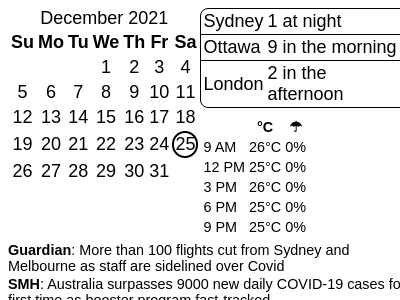 December 2021
Su Mo Tu We Th Fr Sa
1 2 3 4
5 6 7 8 9 10 11
12 13 14 15 16 17 18
19 20 21 22 23 24 25
26 27 28 29 30 31
Sydney 1 at night
Ottawa 9 in the morning
London 2 in the
afternoon
°C ☂
9 AM 26°C 0%
12 PM 25°C 0%
3 PM 26°C 0%
6 PM 25°C 0%
9 PM 25°C 0%
Guardian: More than 100 flights cut from Sydney and
Melbourne as staff are sidelined over Covid
SMH: Australia surpasses 9000 new daily COVID-19 cases fo
first time as booster program fast-tracked